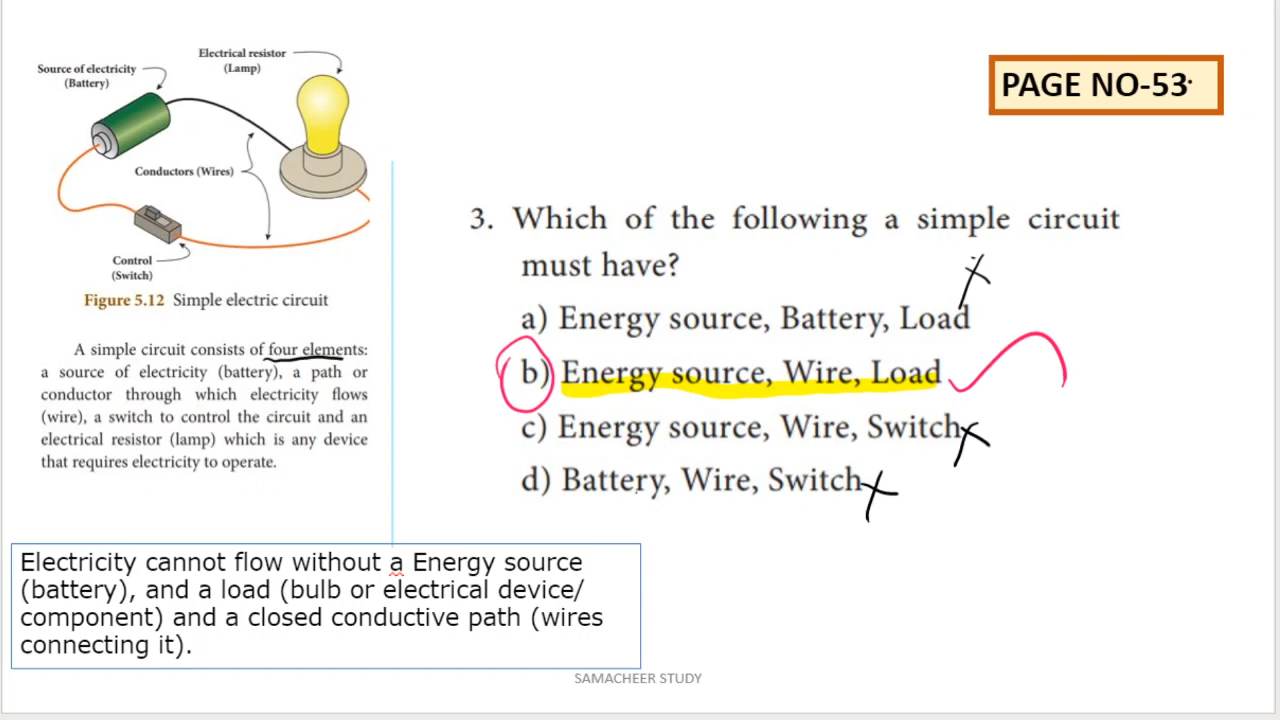 Electrical resistor
(Lamp)
Source of electricity
(Battery)
Conductors (Wires)
Control
(Switch)
Figure 5.12 Simple electric circuit
A simple circuit consists of four elements:
a source of electricity (battery), a path or
conductor through which electricity flows
(wire), a switch to control the circuit and an
electrical resistor (lamp) which is any device
that requires electricity to operate.
PAGE NO-53.
3. Which of the following a simple circuit
must have?
a) Energy source, Battery, Load
b) Energy source, Wire, Load
c) Energy source, Wire, Switch
d) Battery, Wire, Switch
Electricity cannot flow without a Energy source
(battery), and a load (bulb or electrical device/
component) and a closed conductive path (wires
connecting it).
SAMACHEER STUDY